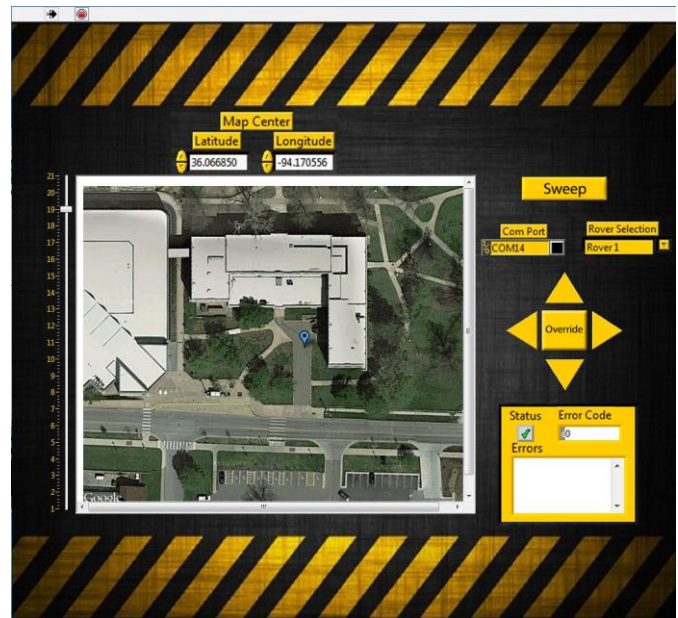 Map Center
Latitude Longitude
36.066850 -94.170556
21
20
19
18
17
16
15
14
13
12
11
10
9
8
7
6
5
4
3
2
1
Google
Sweep
Com Port Rover Selection
COM14 Rover 1
Override
Status Error Code
0
Errors